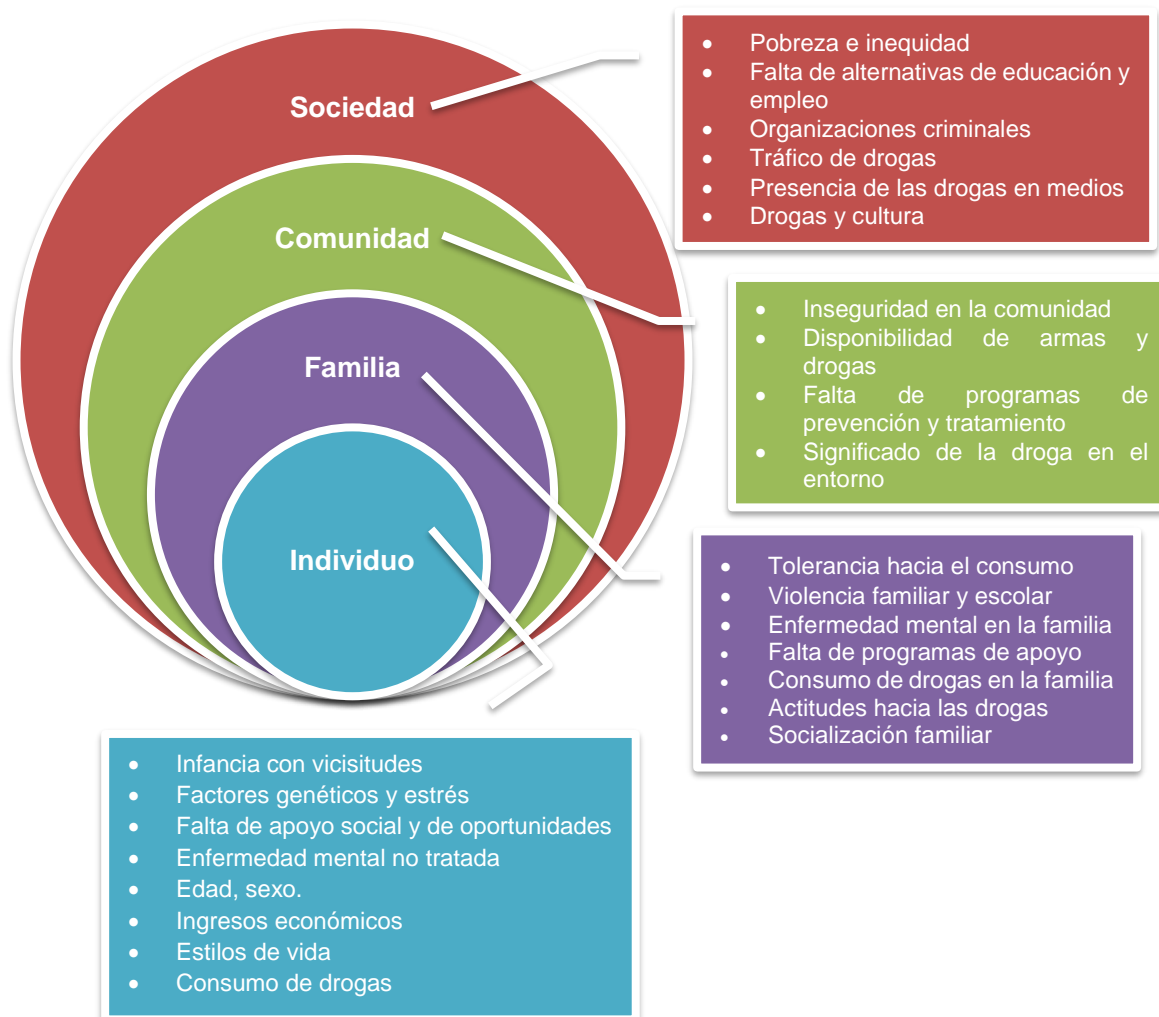 Sociedad
• Pobreza e inequidad
• Falta de alternativas de educación y
empleo
• Organizaciones criminales
• Tráfico de drogas
• Presencia de las drogas en medios
• Drogas y cultura
Comunidad
• Inseguridad en la comunidad
• Disponibilidad de armas y
drogas
• Falta de programas de
prevención y tratamiento
• Significado de la droga en el
entorno
Familia
• Tolerancia hacia el consumo
• Violencia familiar y escolar
• Enfermedad mental en la familia
• Falta de programas de apoyo
• Consumo de drogas en la familia
• Actitudes hacia las drogas
• Socialización familiar
Individuo
• Infancia con vicisitudes
• Factores genéticos y estrés
• Falta de apoyo social y de oportunidades
• Enfermedad mental no tratada
• Edad, sexo.
• Ingresos económicos
• Estilos de vida
• Consumo de drogas